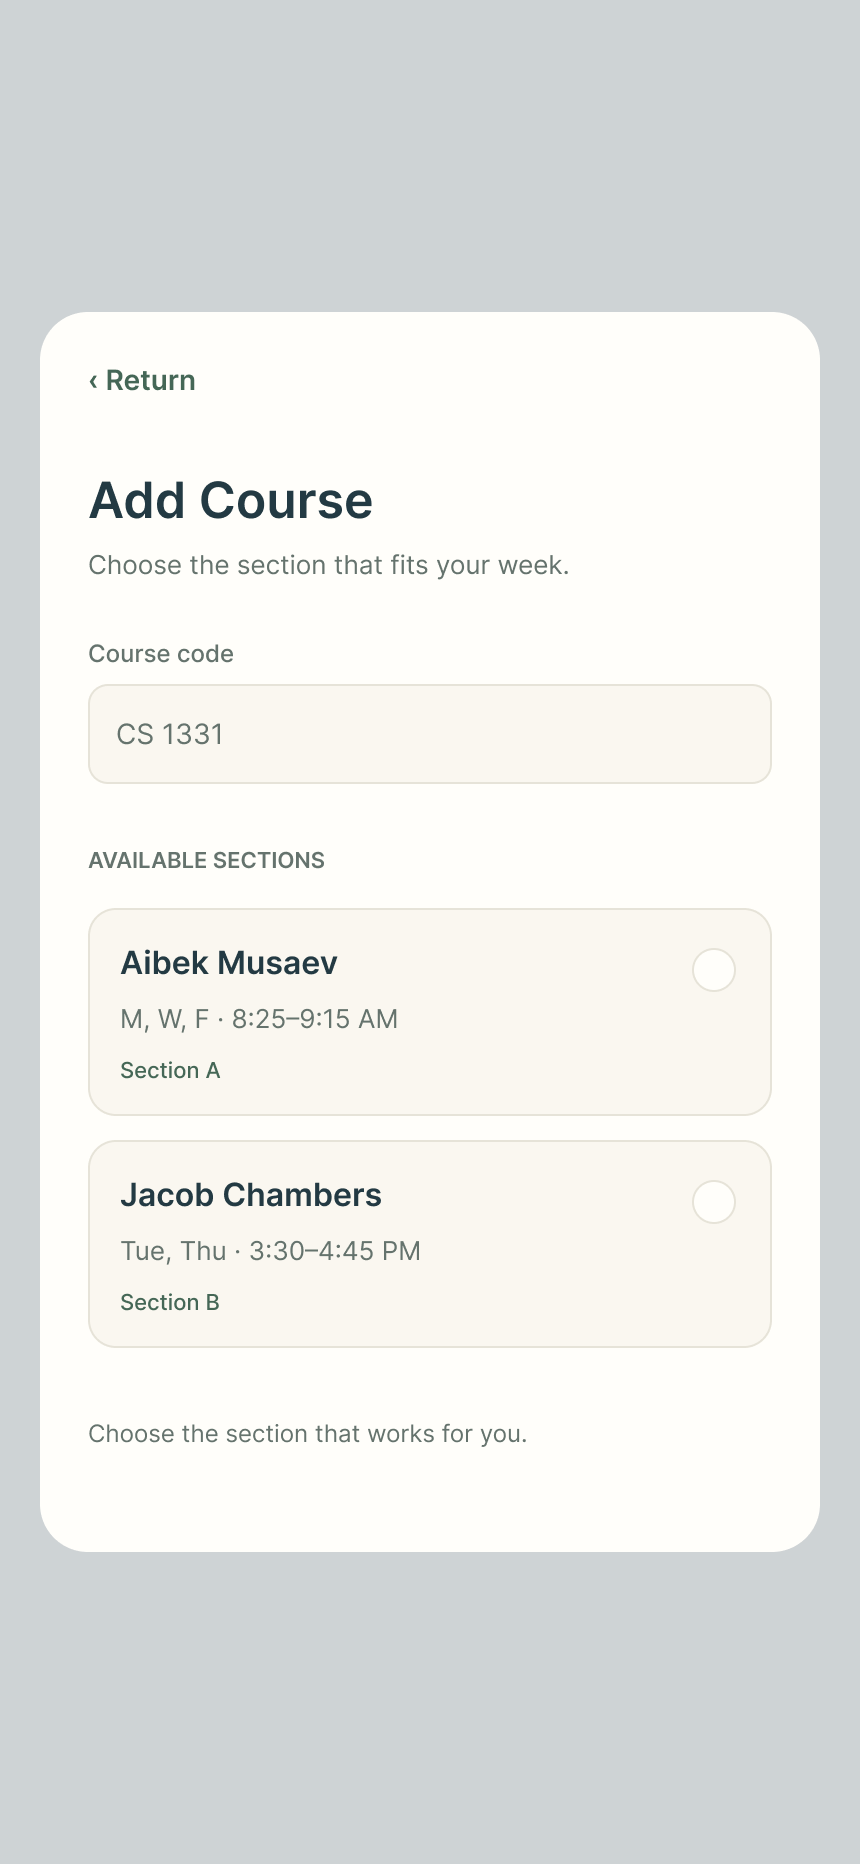 ‹ Return
Add Course
Choose the section that fits your week.
Course code
CS 1331
AVAILABLE SECTIONS
Aibek Musaev
M, W, F · 8:25–9:15 AM
Section A
Jacob Chambers
Tue, Thu · 3:30–4:45 PM
Section B
Choose the section that works for you.